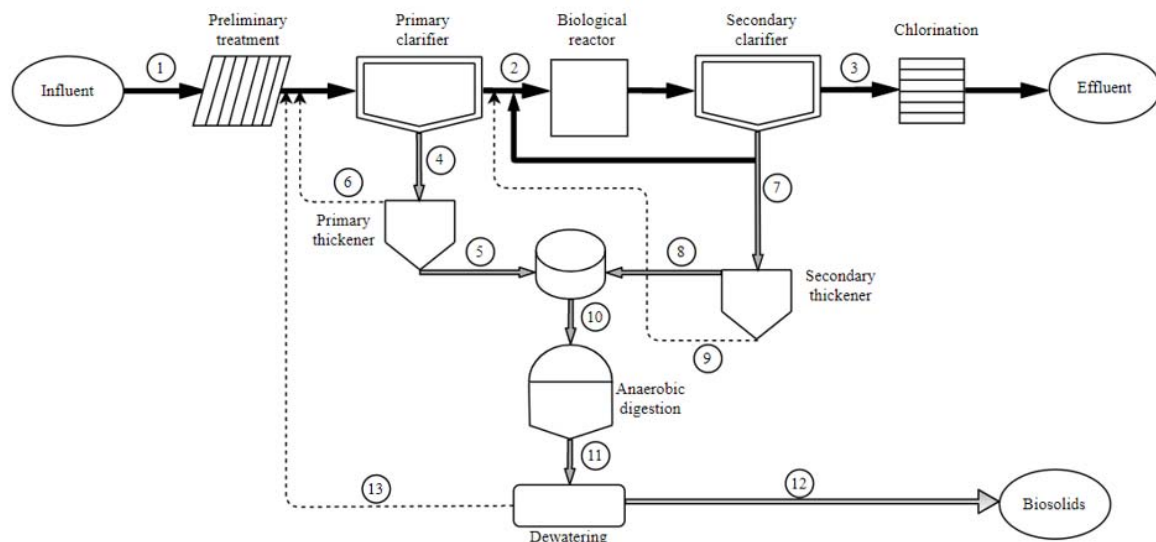 Preliminary
treatment
Primary
clarifier
Biological
reactor
Secondary
clarifier
Chlorination
Influent
1
2
3
Effluent
4
6
7
Primary
thickener
5
8
Secondary
thickener
10
9
Anaerobic
digestion
11
13
12
Biosolids
Dewatering